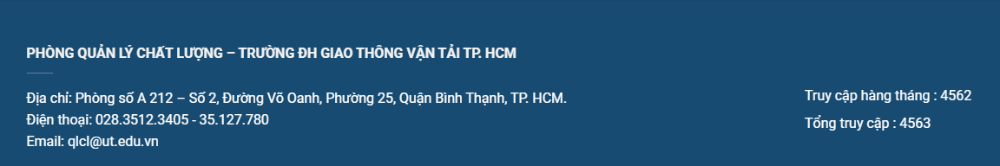 PHÒNG QUẢN LÝ CHẤT LƯỢNG – TRƯỜNG ĐH GIAO THÔNG VẬN TẢI TP. HCM
Địa chỉ: Phòng số A 212 – Số 2, Đường Võ Oanh, Phường 25, Quận Bình Thạnh, TP. HCM.
Điện thoại: 028.3512.3405 - 35.127.780
Email: qlcl@ut.edu.vn
Truy cập hàng tháng : 4562
Tổng truy cập : 4563